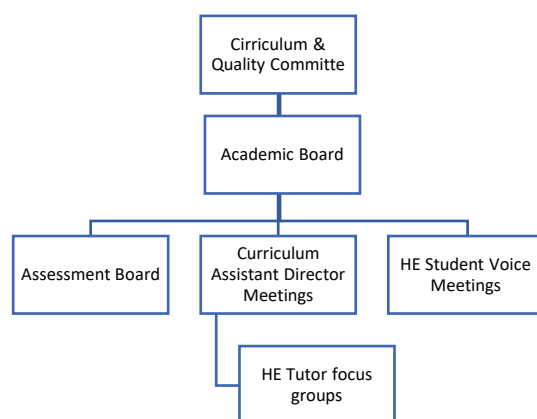 Cirriculum &
Quality Committe
Academic Board
Assessment Board
Curriculum
Assistant Director
Meetings
HE Student Voice
Meetings
HE Tutor focus
groups